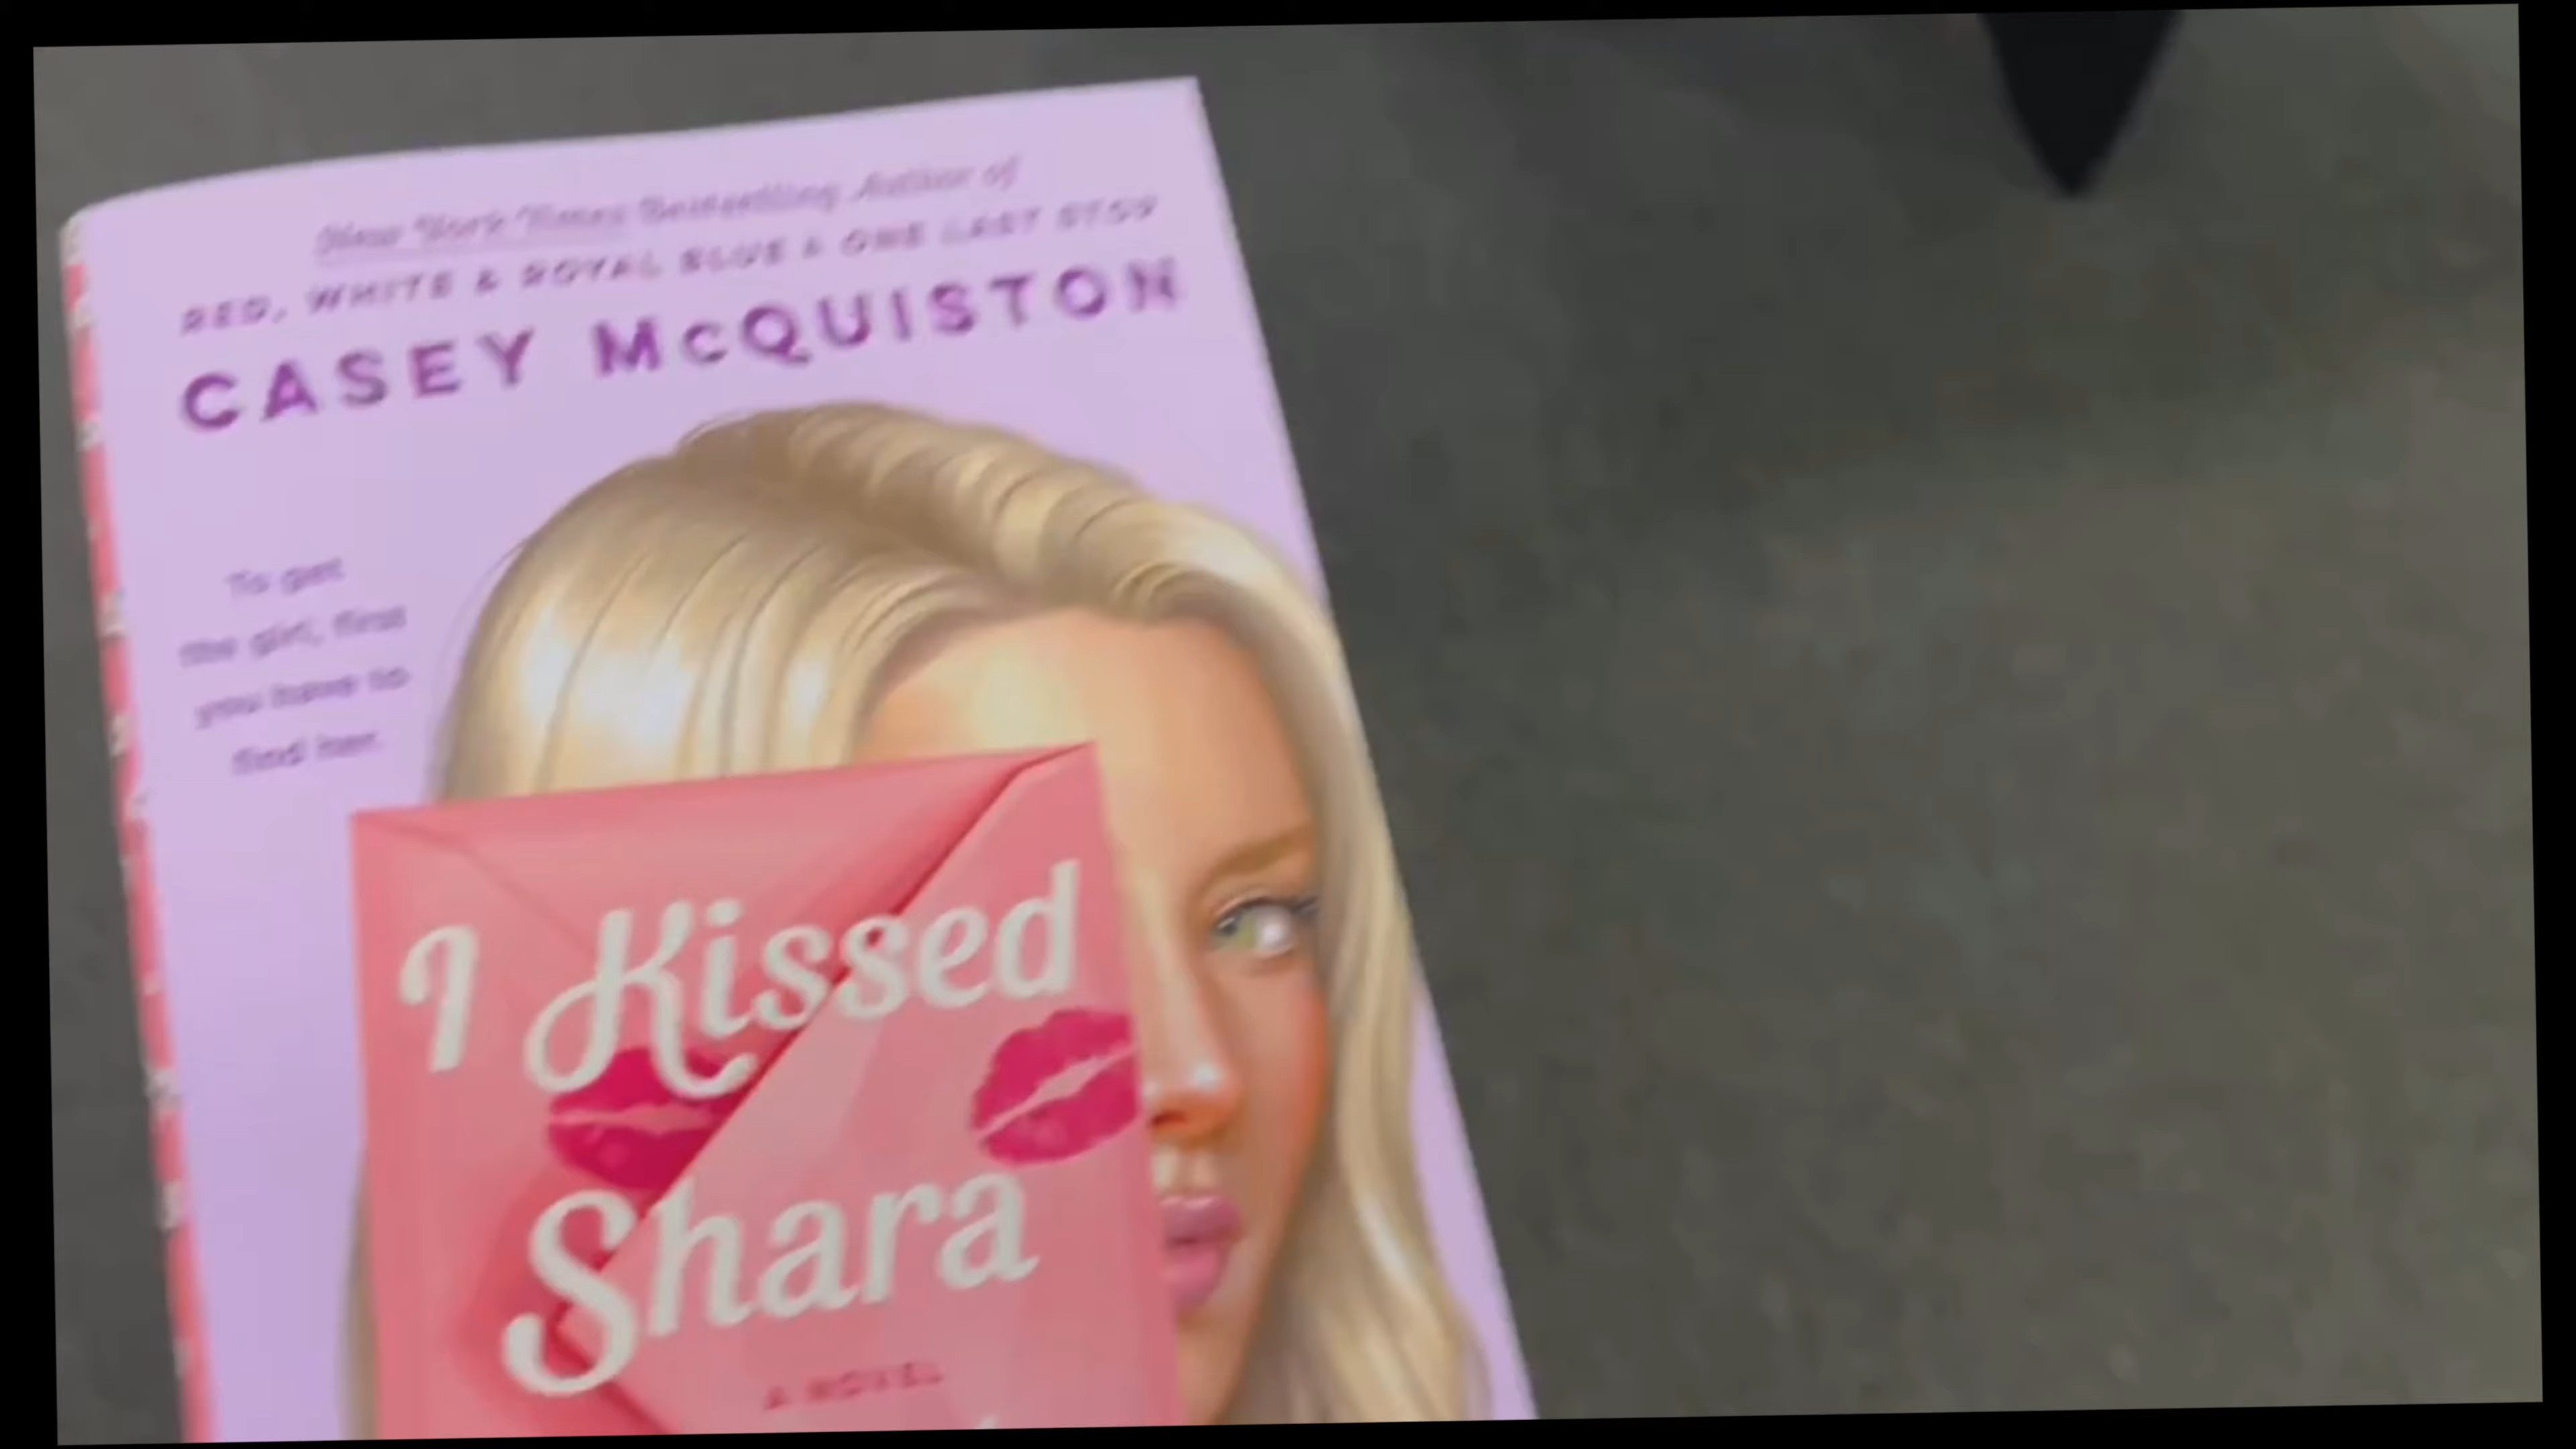 New York Times Bestselling Author of
RED, WHITE & ROYAL BLUE & ONE LAST STOP
CASEY McQUISTON
To get
the girl, first
you have to
find her.
I Kissed
Shara
A NOVEL